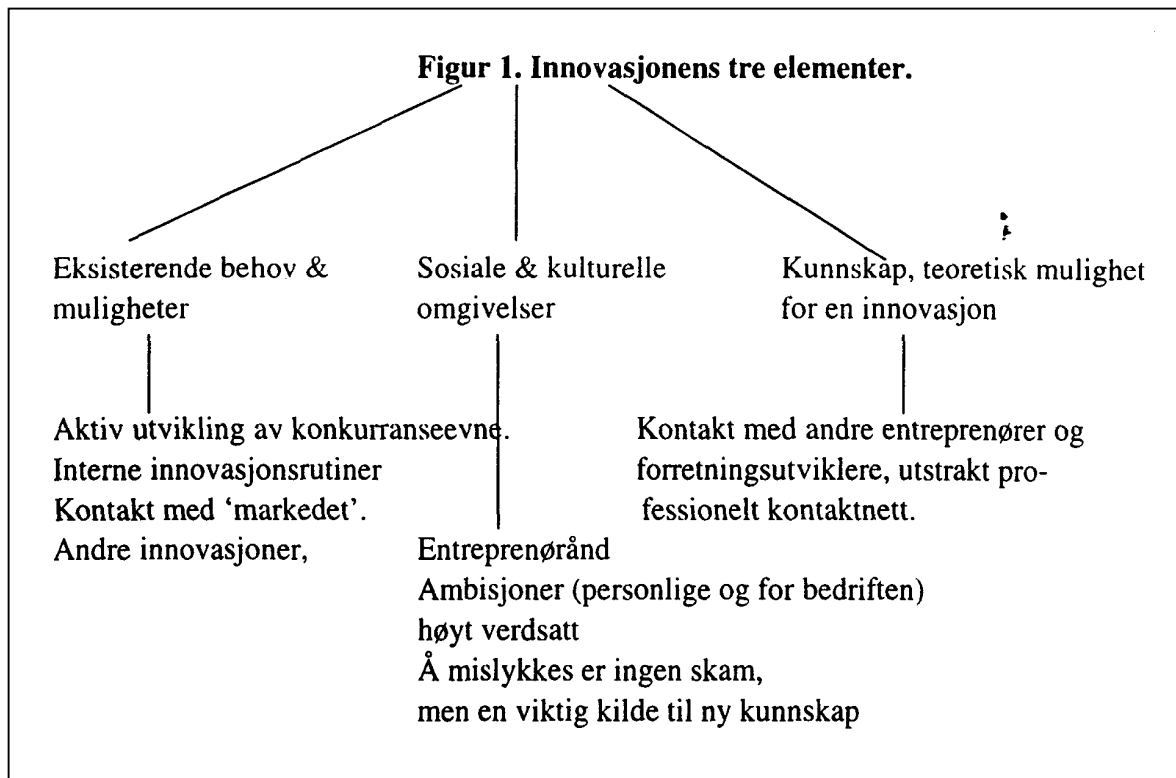 Figur 1. Innovasjonens tre elementer.
Eksisterende behov &
muligheter
Sosiale & kulturelle
omgivelser
Kunnskap, teoretisk mulighet
for en innovasjon
Aktiv utvikling av konkurranseevne.
Interne innovasjonsrutiner
Kontakt med ‘markedet’.
Andre innovasjoner,
Entreprenørånd
Ambisjoner (personlige og for bedriften)
høyt verdsatt
Å mislykkes er ingen skam,
men en viktig kilde til ny kunnskap
Kontakt med andre entreprenører og
forretningsutviklere, utstrakt pro-
fessionelt kontaktnett.